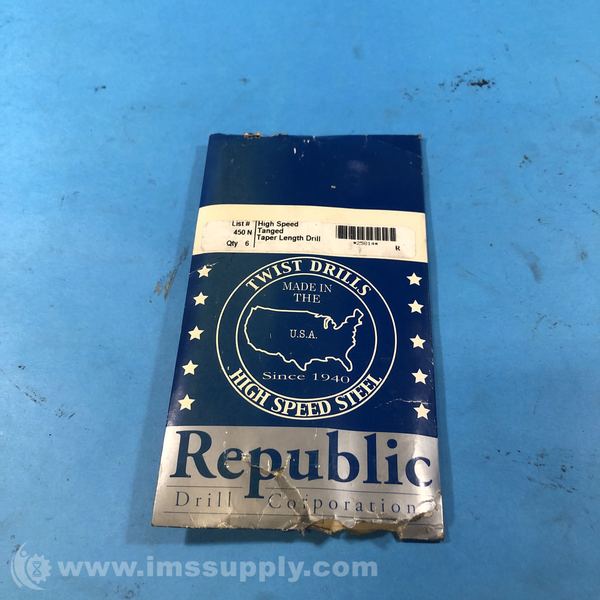 List # High Speed
450 N Tanged
Taper Length Drill
Qty 6
*25814*
R
TWIST DRILLS
MADE IN
THE
U.S.A.
Since 1940
HIGH SPEED STEEL
Republic
Drill Corporation
www.imssupply.com